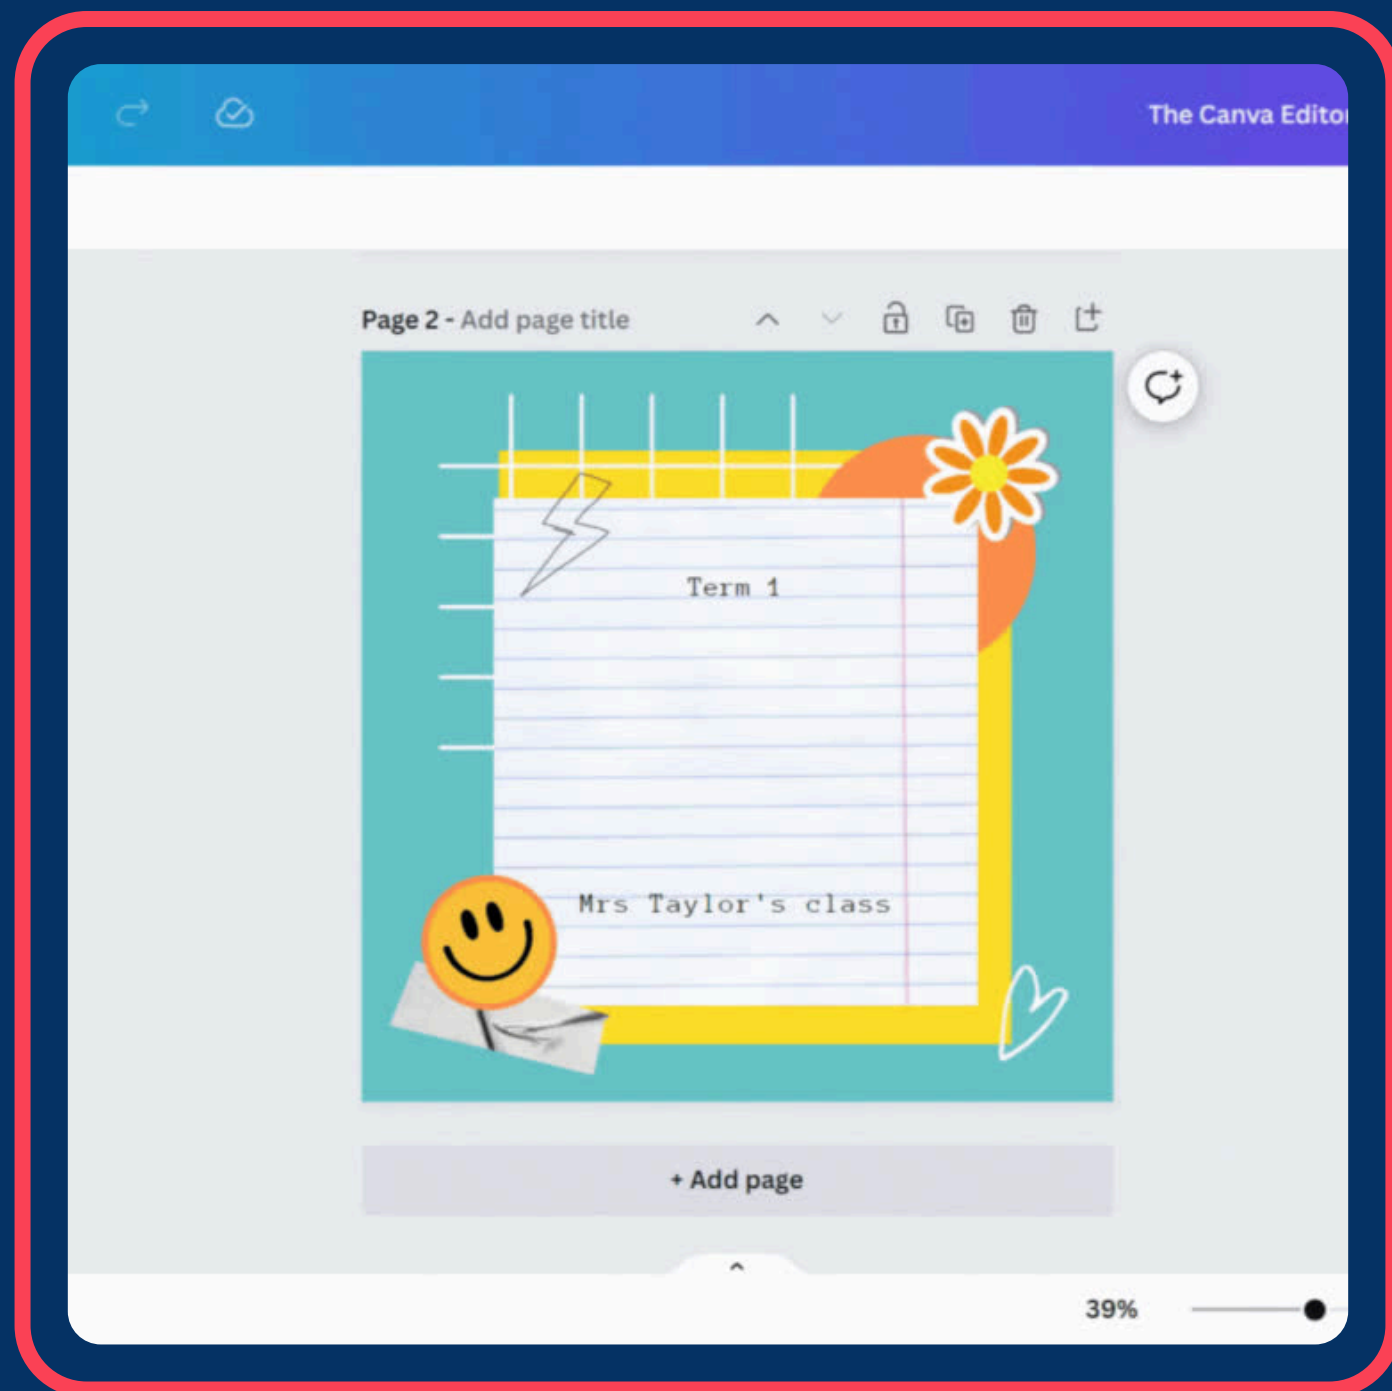 The Canva Editor
Page 2 - Add page title
Term 1
Mrs Taylor's class
+ Add page
39%